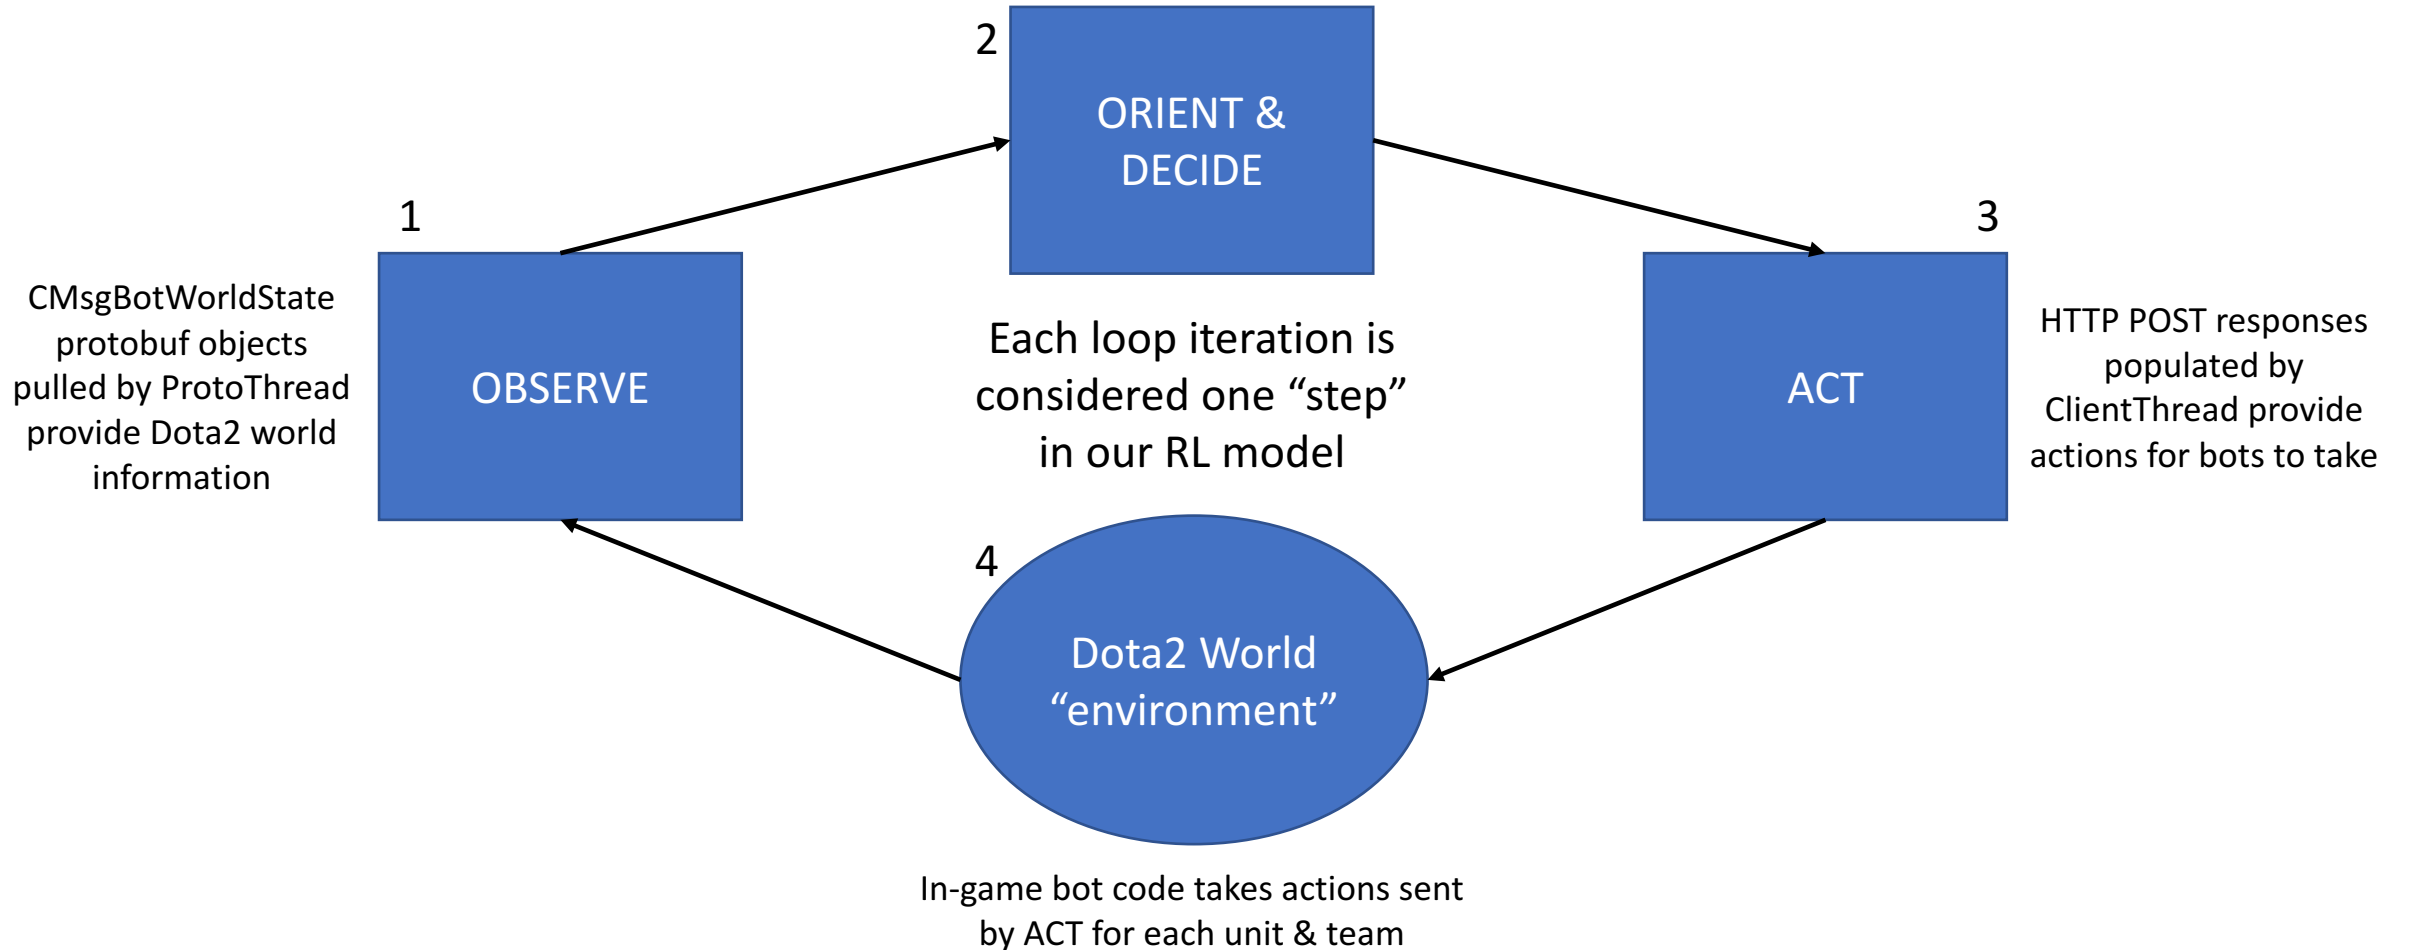 1
OBSERVE
CMsgBotWorldState
protobuf objects
pulled by ProtoThread
provide Dota2 world
information
2
ORIENT &
DECIDE
Each loop iteration is
considered one “step”
in our RL model
3
ACT
HTTP POST responses
populated by
ClientThread provide
actions for bots to take
4
Dota2 World
“environment”
In-game bot code takes actions sent
by ACT for each unit & team